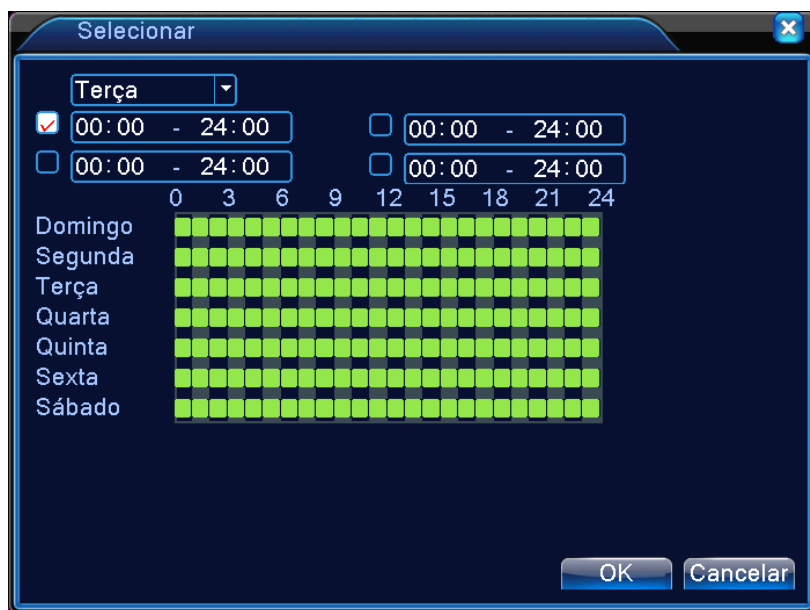 Selecionar
Terça
00:00 - 24:00 00:00 - 24:00
00:00 - 24:00 00:00 - 24:00
0 3 6 9 12 15 18 21 24
Domingo
Segunda
Terça
Quarta
Quinta
Sexta
Sábado
OK Cancelar